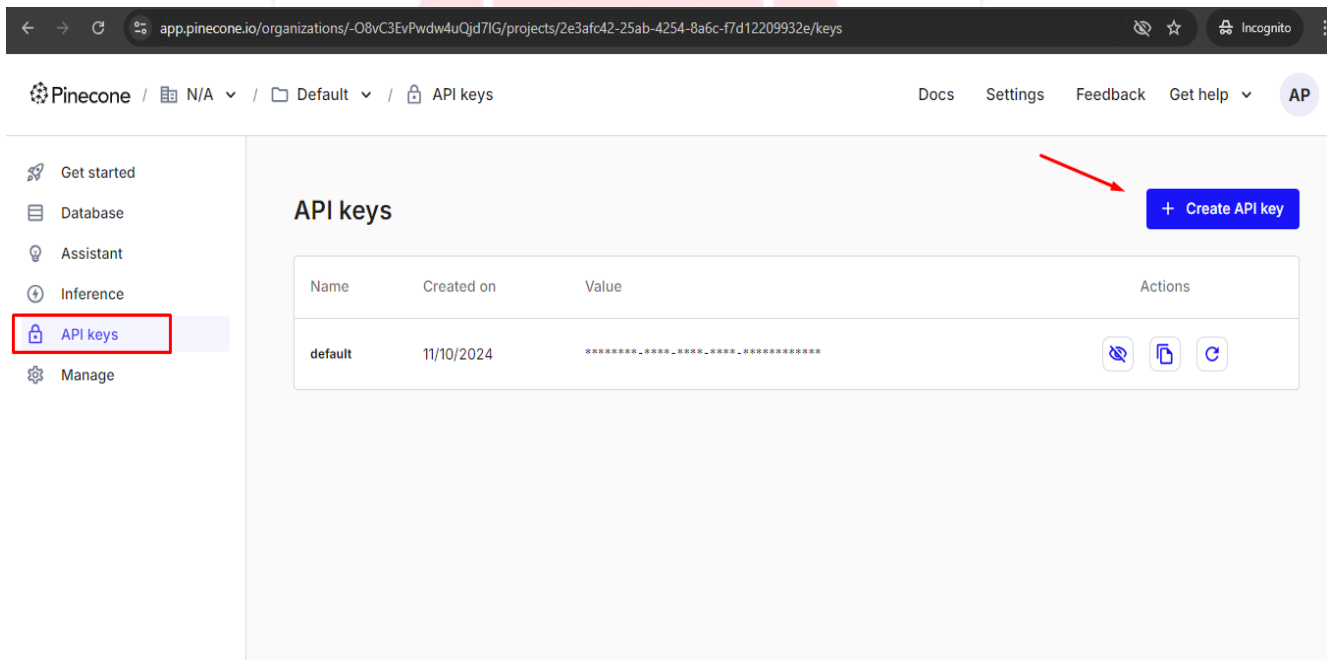 app.pinecone.io/organizations/-O8vC3EvPwdw4uQjd7lG/projects/2e3afc42-25ab-4254-8a6c-f7d12209932e/keys Incognito
Pinecone / N/A / Default / API keys Docs Settings Feedback Get help AP
Get started
Database
Assistant
Inference
API keys
Manage
API keys
+ Create API key
Name Created on Value Actions
default 11/10/2024 ********-****-****-****-************